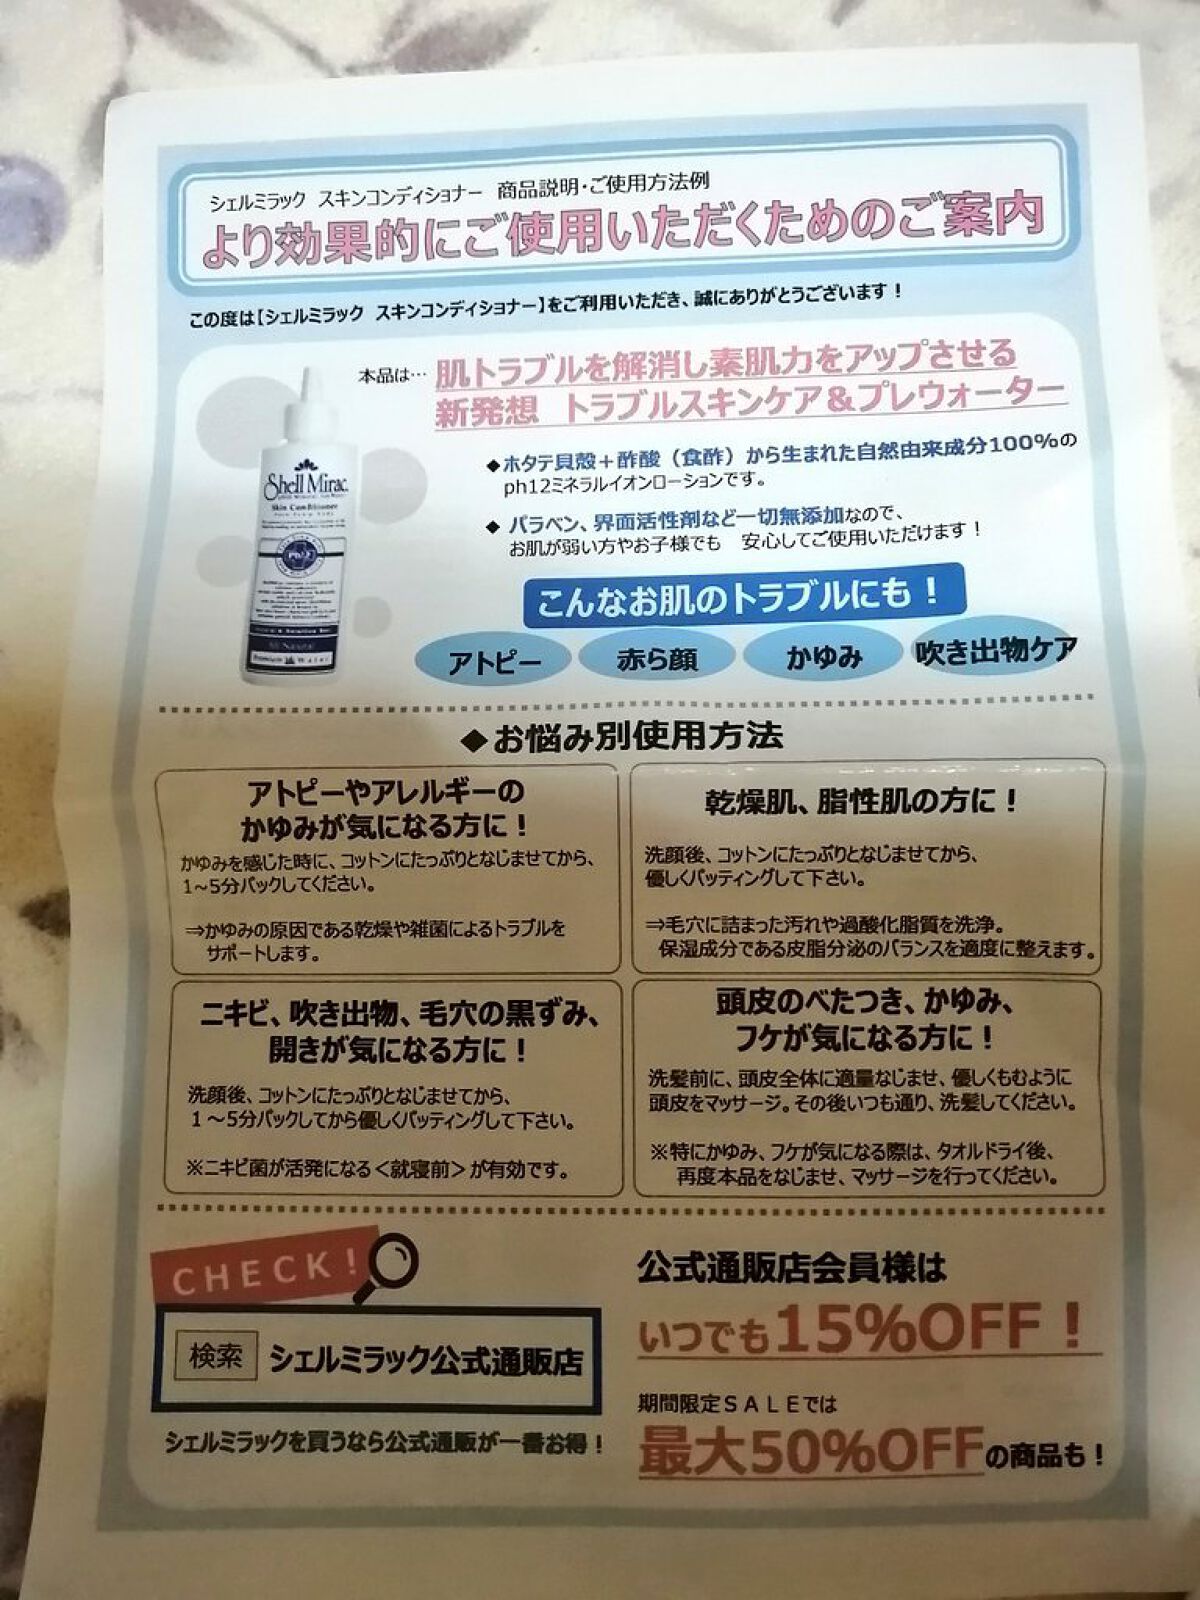 シェルミラック スキンコンディショナー 商品説明・ご使用方法例
より効果的にご使用いただくためのご案内
この度は【シェルミラック スキンコンディショナー】をご利用いただき、誠にありがとうございます！
本品は…
肌トラブルを解消し素肌力をアップさせる
新発想 トラブルスキンケア＆プレウォーター
◆ホタテ貝殻＋酢酸（食酢）から生まれた自然由来成分100％の
ph12ミネラルイオンローションです。
◆ パラベン、界面活性剤など一切無添加なので、
お肌が弱い方やお子様でも 安心してご使用いただけます！
Shell Mirac.
Skin Conditioner
Ph12
Premium Water
こんなお肌のトラブルにも！
アトピー
赤ら顔
かゆみ
吹き出物ケア
◆お悩み別使用方法
アトピーやアレルギーの
かゆみが気になる方に！
かゆみを感じた時に、コットンにたっぷりとなじませてから、
1～5分パックしてください。
⇒かゆみの原因である乾燥や雑菌によるトラブルを
サポートします。
乾燥肌、脂性肌の方に！
洗顔後、コットンにたっぷりとなじませてから、
優しくパッティングして下さい。
⇒毛穴に詰まった汚れや過酸化脂質を洗浄。
保湿成分である皮脂分泌のバランスを適度に整えます。
ニキビ、吹き出物、毛穴の黒ずみ、
開きが気になる方に！
洗顔後、コットンにたっぷりとなじませてから、
１～5分パックしてから優しくパッティングして下さい。
※ニキビ菌が活発になる＜就寝前＞が有効です。
頭皮のべたつき、かゆみ、
フケが気になる方に！
洗髪前に、頭皮全体に適量なじませ、優しくもむように
頭皮をマッサージ。その後いつも通り、洗髪してください。
※特にかゆみ、フケが気になる際は、タオルドライ後、
再度本品をなじませ、マッサージを行ってください。
CHECK！
検索 シェルミラック公式通販店
シェルミラックを買うなら公式通販が一番お得！
公式通販店会員様は
いつでも15%OFF！
期間限定ＳＡＬＥでは
最大50%OFFの商品も！